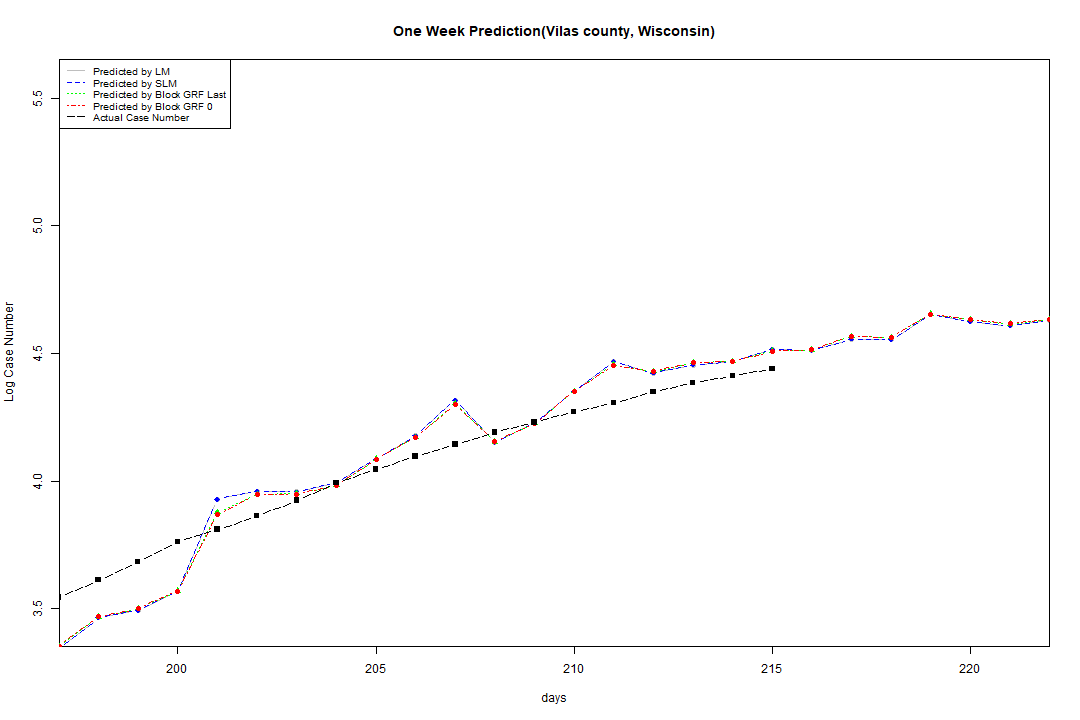 One Week Prediction(Vilas county, Wisconsin)
Predicted by LM
Predicted by SLM
Predicted by Block GRF Last
Predicted by Block GRF 0
Actual Case Number
5.5
5.0
4.5
4.0
3.5
Log Case Number
200
205
210
215
220
days